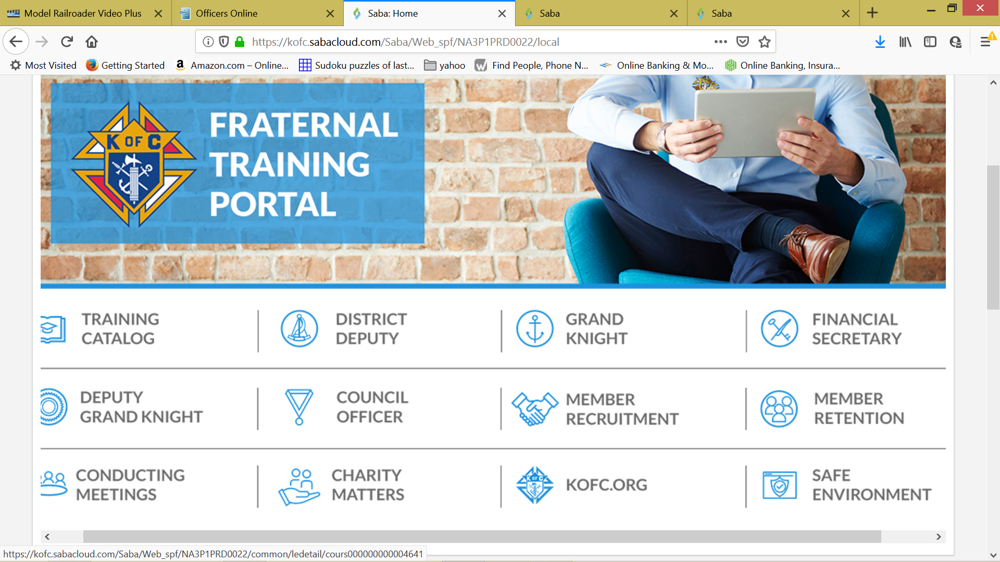 Model Railroader Video Plus
Officers Online
Saba: Home
Saba
Saba
https://kofc.sabacloud.com/Saba/Web_spf/NA3P1PRD0022/local
Most Visited
Getting Started
Amazon.com – Online...
Sudoku puzzles of last...
yahoo
Find People, Phone N...
Online Banking & Mo...
Online Banking, Insura...
K OF C
FRATERNAL
TRAINING
PORTAL
TRAINING
CATALOG
DISTRICT
DEPUTY
GRAND
KNIGHT
FINANCIAL
SECRETARY
DEPUTY
GRAND KNIGHT
COUNCIL
OFFICER
MEMBER
RECRUITMENT
MEMBER
RETENTION
CONDUCTING
MEETINGS
CHARITY
MATTERS
K OF C
KOFC.ORG
SAFE
ENVIRONMENT
https://kofc.sabacloud.com/Saba/Web_spf/NA3P1PRD0022/common/ledetail/cours000000000004641